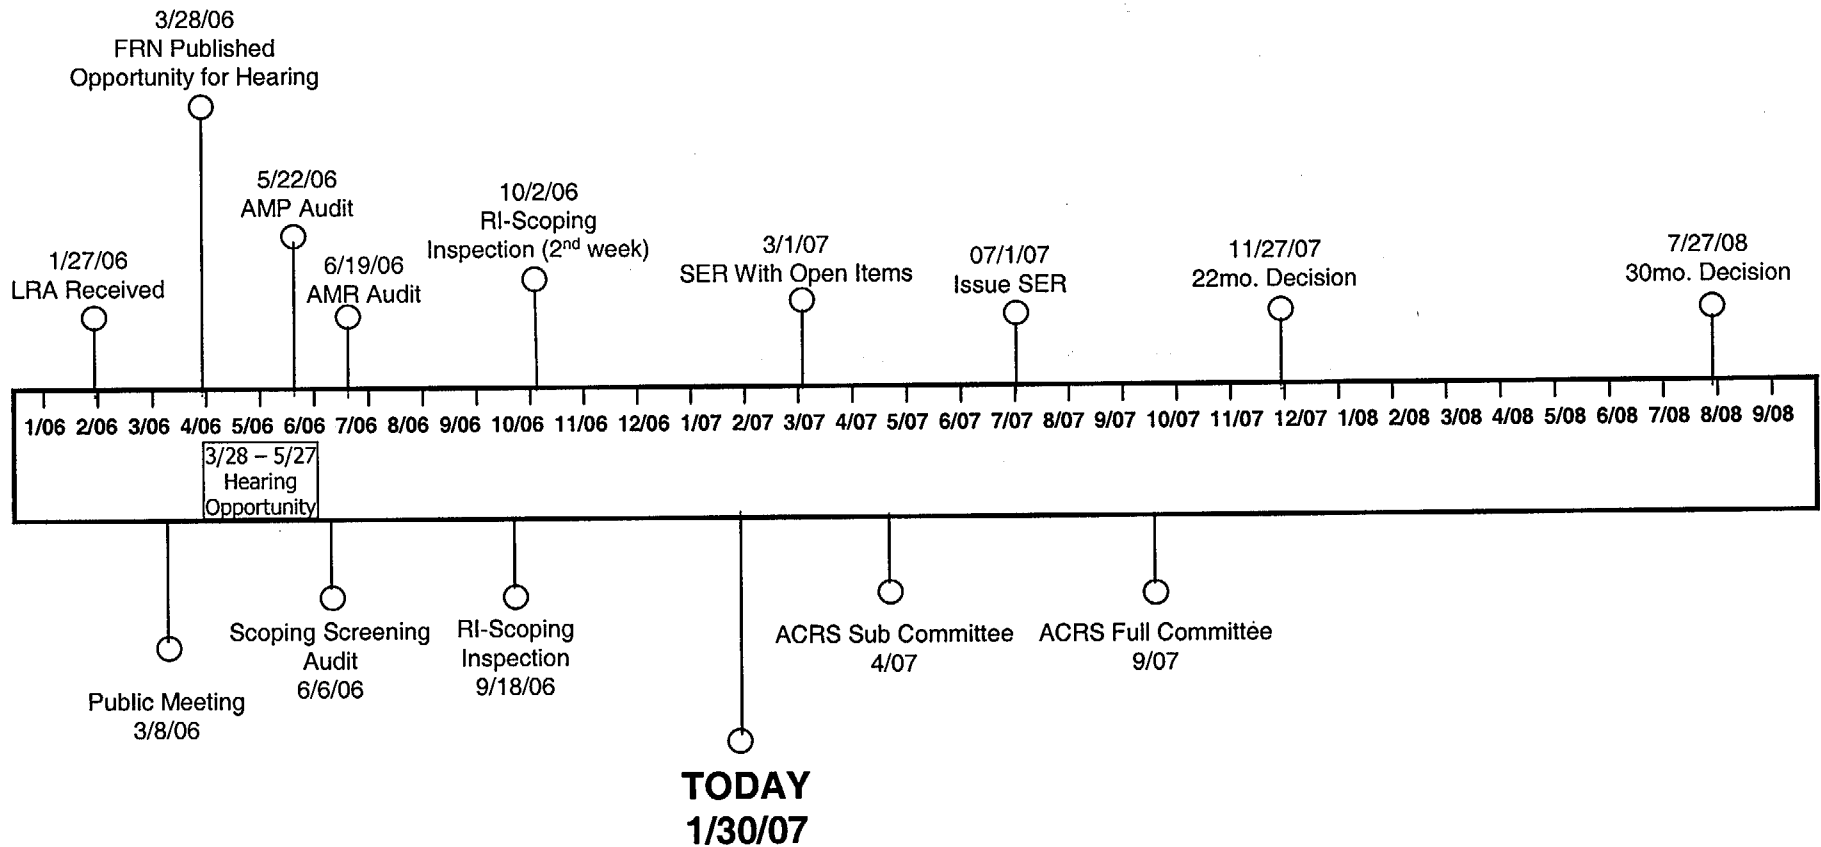 3/28/06
FRN Published
Opportunity for Hearing
5/22/06
AMP Audit
10/2/06
RI-Scoping
Inspection (2nd week)
1/27/06
LRA Received
6/19/06
AMR Audit
3/1/07
SER With Open Items
07/1/07
Issue SER
11/27/07
22mo. Decision
7/27/08
30mo. Decision
1/06 2/06 3/06 4/06 5/06 6/06 7/06 8/06 9/06 10/06 11/06 12/06 1/07 2/07 3/07 4/07 5/07 6/07 7/07 8/07 9/07 10/07 11/07 12/07 1/08 2/08 3/08 4/08 5/08 6/08 7/08 8/08 9/08
3/28 – 5/27
Hearing
Opportunity
Public Meeting
3/8/06
Scoping Screening
Audit
6/6/06
RI-Scoping
Inspection
9/18/06
TODAY
1/30/07
ACRS Sub Committee
4/07
ACRS Full Committee
9/07